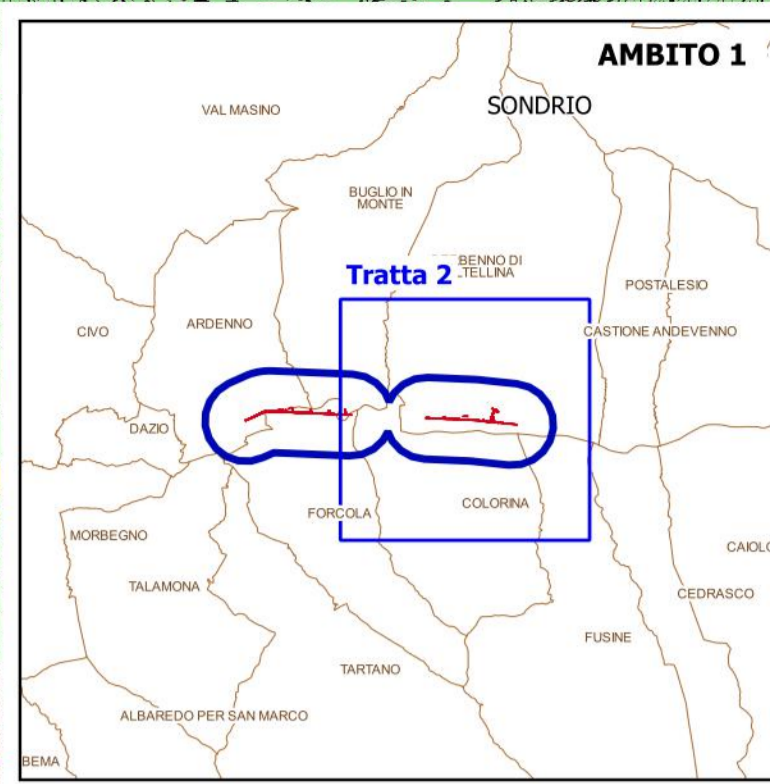 AMBITO 1
SONDRIO
VAL MASINO
BUGLIO IN
MONTE
BENNO DI
TELLINA
Tratta 2
POSTALESIO
CIVO
ARDENNO
CASTIONE ANDEVENNO
DAZIO
FORCOLA
COLORINA
MORBEGNO
CAIOLO
TALAMONA
CEDRASCO
FUSINE
TARTANO
ALBAREDO PER SAN MARCO
BEMA